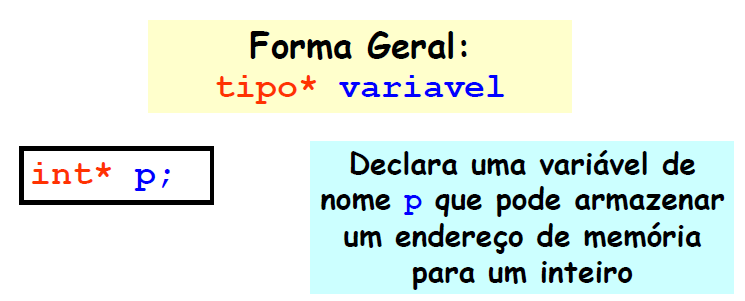 Forma Geral:
tipo* variavel
int* p;
Declara uma variável de
nome p que pode armazenar
um endereço de memória
para um inteiro